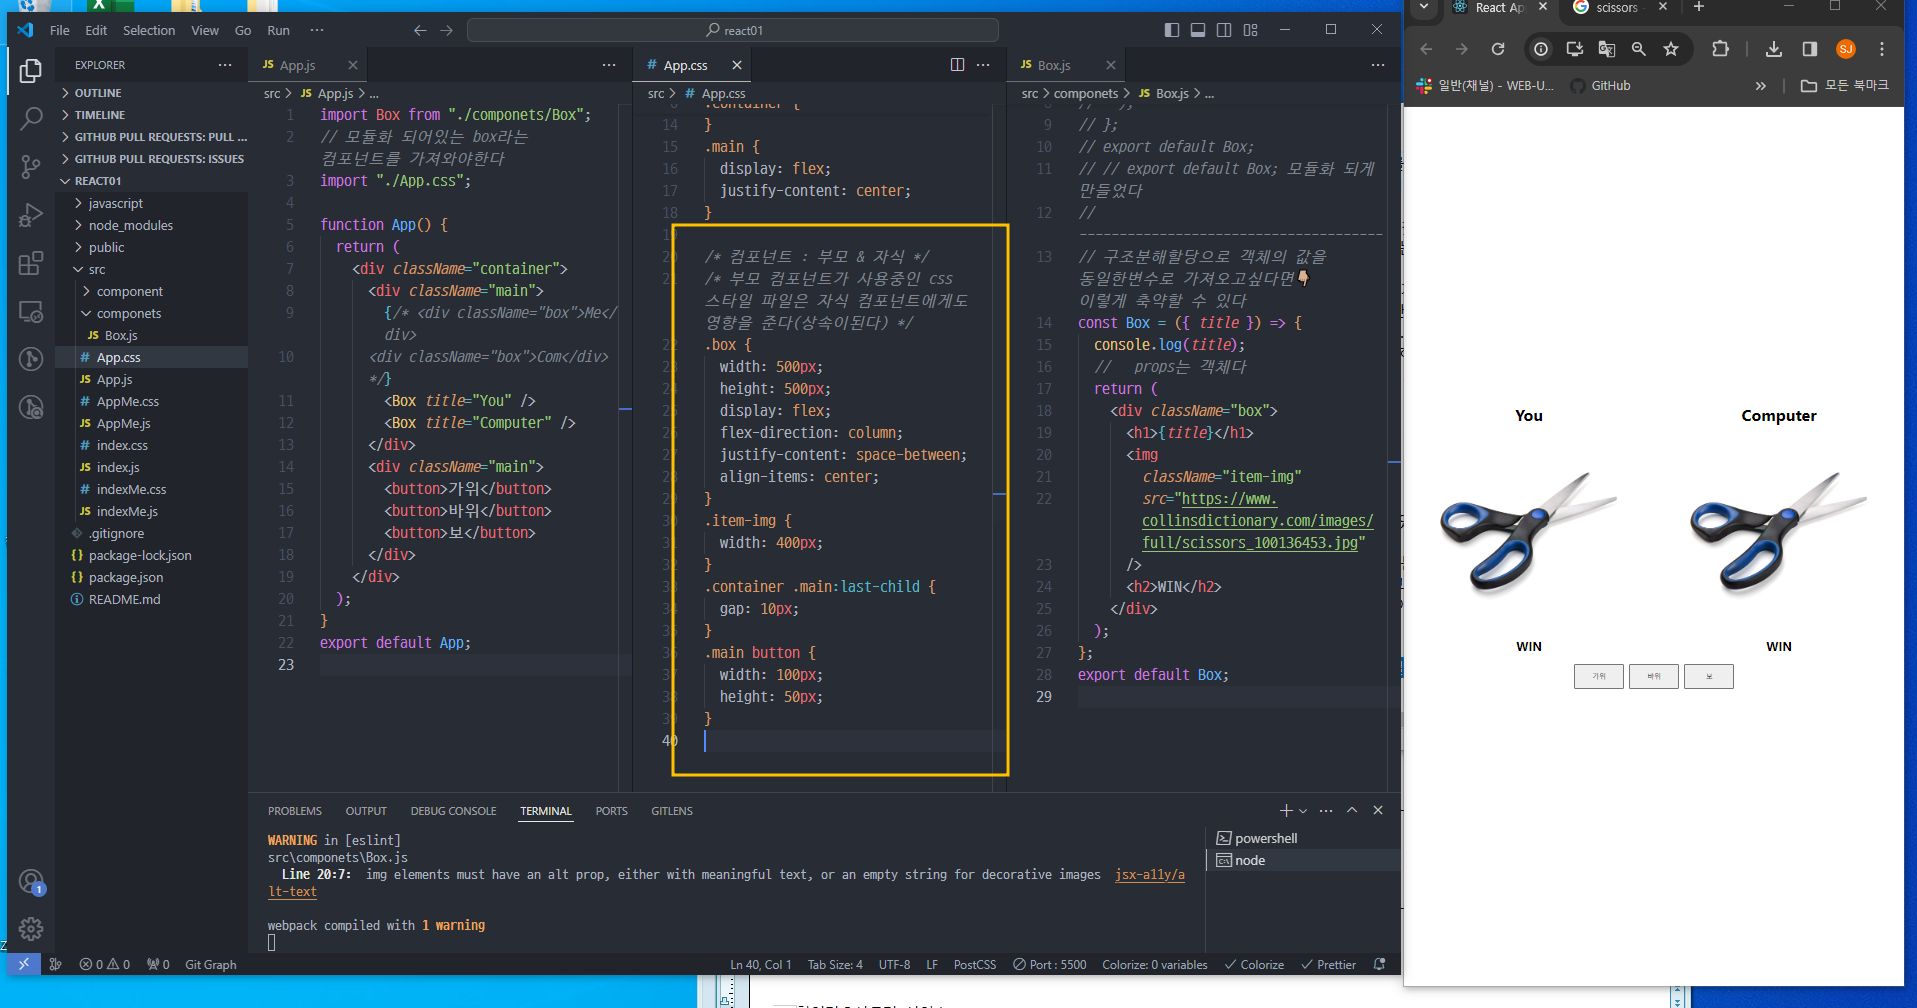 File Edit Selection View Go Run ···
react01
EXPLORER
OUTLINE
TIMELINE
GITHUB PULL REQUESTS: PULL ...
GITHUB PULL REQUESTS: ISSUES
REACT01
javascript
node_modules
public
src
component
componets
JS Box.js
# App.css
JS App.js
# AppMe.css
JS AppMe.js
# index.css
JS index.js
# indexMe.css
JS indexMe.js
.gitignore
{} package-lock.json
{} package.json
README.md
JS App.js
src > JS App.js > ...
1 import Box from "./componets/Box";
2 // 모듈화 되어있는 box라는
컴포넌트를 가져와야한다
3 import "./App.css";
4
5 function App() {
6 return (
7 <div className="container">
8 <div className="main">
9 {/* <div className="box">Me</
div>
10 <div className="box">Com</div>
*/}
11 <Box title="You" />
12 <Box title="Computer" />
13 </div>
14 <div className="main">
15 <button>가위</button>
16 <button>바위</button>
17 <button>보</button>
18 </div>
19 </div>
20 );
21 }
22 export default App;
23
# App.css
src > # App.css
.container {
14 }
15 .main {
16 display: flex;
17 justify-content: center;
18 }
19
20 /* 컴포넌트 : 부모 & 자식 */
21 /* 부모 컴포넌트가 사용중인 css
스타일 파일은 자식 컴포넌트에게도
영향을 준다(상속이된다) */
22 .box {
23 width: 500px;
24 height: 500px;
25 display: flex;
26 flex-direction: column;
27 justify-content: space-between;
28 align-items: center;
29 }
30 .item-img {
31 width: 400px;
32 }
33 .container .main:last-child {
34 gap: 10px;
35 }
36 .main button {
37 width: 100px;
38 height: 50px;
39 }
40
JS Box.js
src > componets > JS Box.js > ...
9 // };
10 // export default Box;
11 // // export default Box; 모듈화 되게
만들었다
12 //
--------------------------------------
13 // 구조분해할당으로 객체의 값을
동일한변수로 가져오고싶다면👇
이렇게 축약할 수 있다
14 const Box = ({ title }) => {
15 console.log(title);
16 // props는 객체다
17 return (
18 <div className="box">
19 <h1>{title}</h1>
20 <img
21 className="item-img"
22 src="https://www.
collinsdictionary.com/images/
full/scissors_100136453.jpg"
23 />
24 <h2>WIN</h2>
25 </div>
26 );
27 };
28 export default Box;
29
PROBLEMS OUTPUT DEBUG CONSOLE TERMINAL PORTS GITLENS
WARNING in [eslint]
src\componets\Box.js
Line 20:7: img elements must have an alt prop, either with meaningful text, or an empty string for decorative images jsx-a11y/a
lt-text
webpack compiled with 1 warning
powershell
node
1
0 0 0 Git Graph
Ln 40, Col 1 Tab Size: 4 UTF-8 LF PostCSS Port : 5500 Colorize: 0 variables Colorize Prettier
React Ap
scissors
SJ
일반(채널) - WEB-U...
GitHub
모든 북마크
You Computer
WIN WIN
가위 바위 보